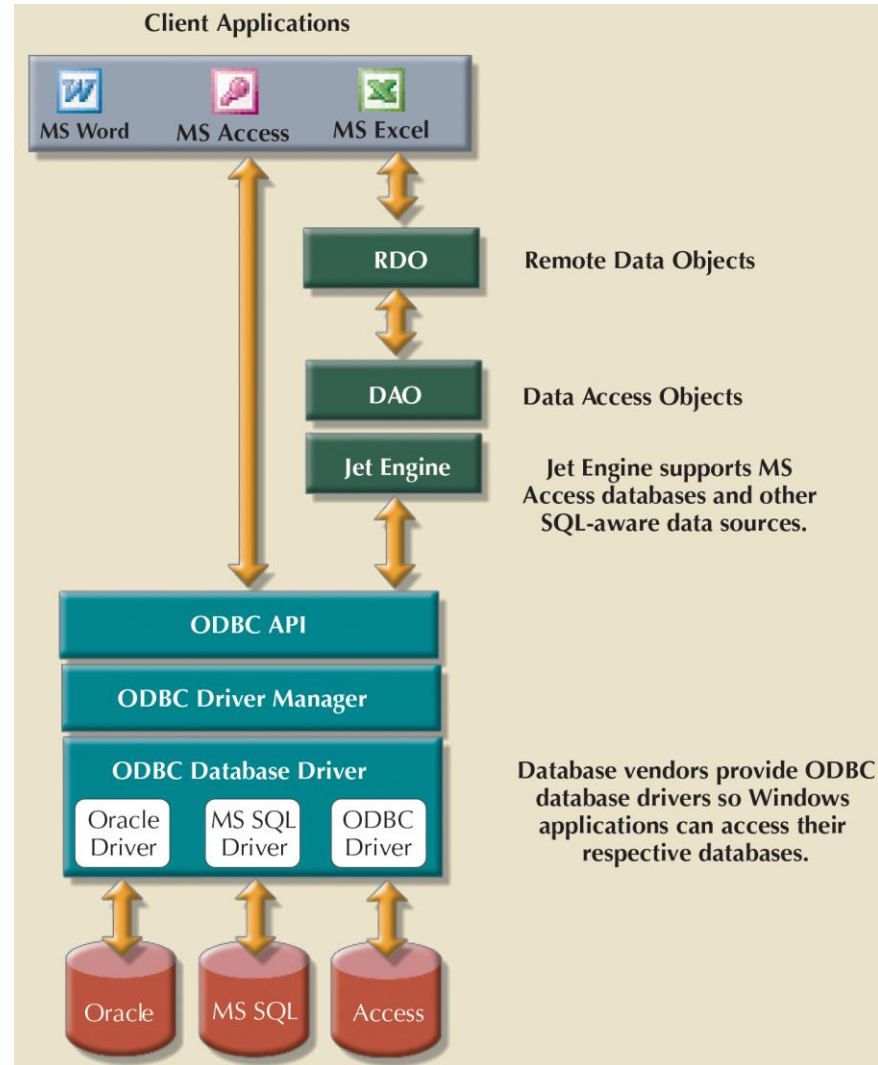 Client Applications
MS Word
MS Access
MS Excel
RDO
Remote Data Objects
DAO
Data Access Objects
Jet Engine
Jet Engine supports MS
Access databases and other
SQL-aware data sources.
ODBC API
ODBC Driver Manager
ODBC Database Driver
Oracle
Driver
MS SQL
Driver
ODBC
Driver
Database vendors provide ODBC
database drivers so Windows
applications can access their
respective databases.
Oracle
MS SQL
Access